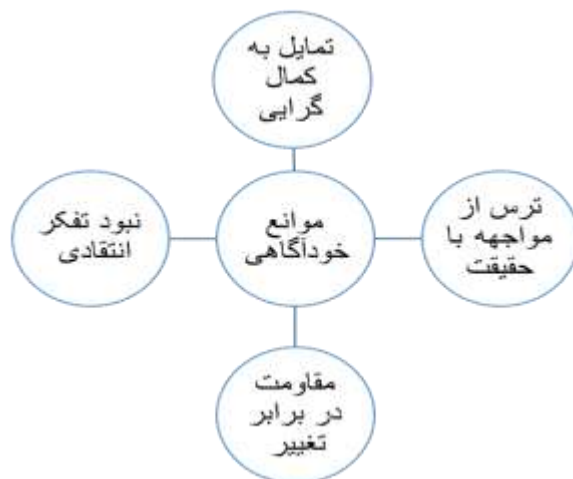 تمایل به
کمال
گرایی
ترس از
مواجهه با
حقیقت
موانع
خودآگاهی
نبود تفکر
انتقادی
مقاومت
در برابر
تغییر